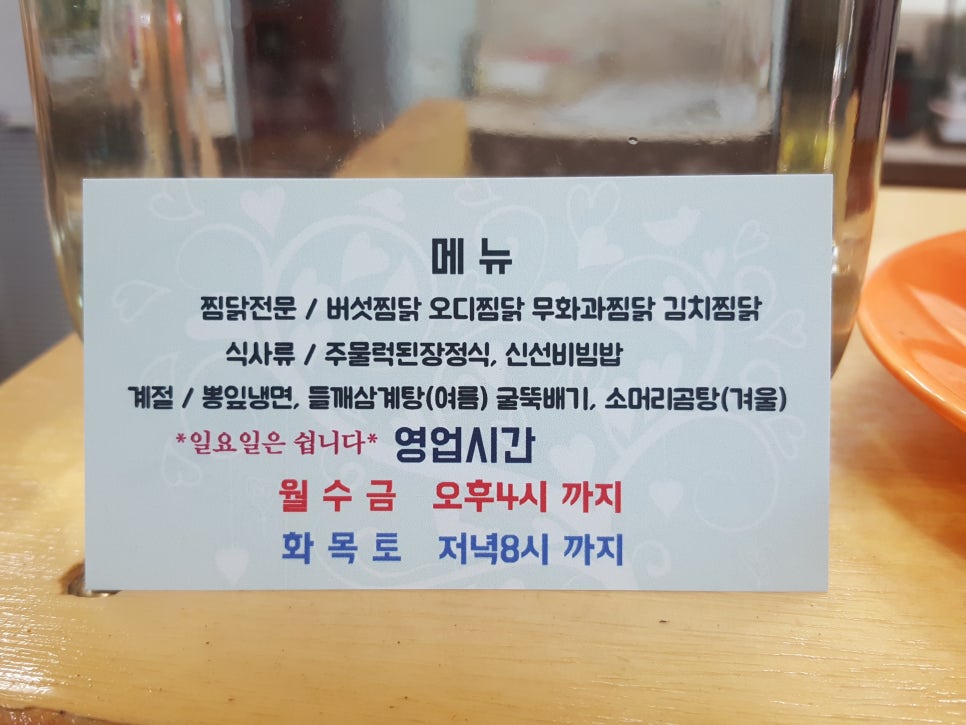 메 뉴
찜닭전문 / 버섯찜닭 오디찜닭 무화과찜닭 김치찜닭
식사류 / 주물럭된장정식, 신선비빔밥
계절 / 뽕잎냉면, 들깨삼계탕(여름) 굴뚝배기, 소머리곰탕(겨울)
*일요일은 쉽니다* 영업시간
월 수 금 오후4시 까지
화 목 토 저녁8시 까지